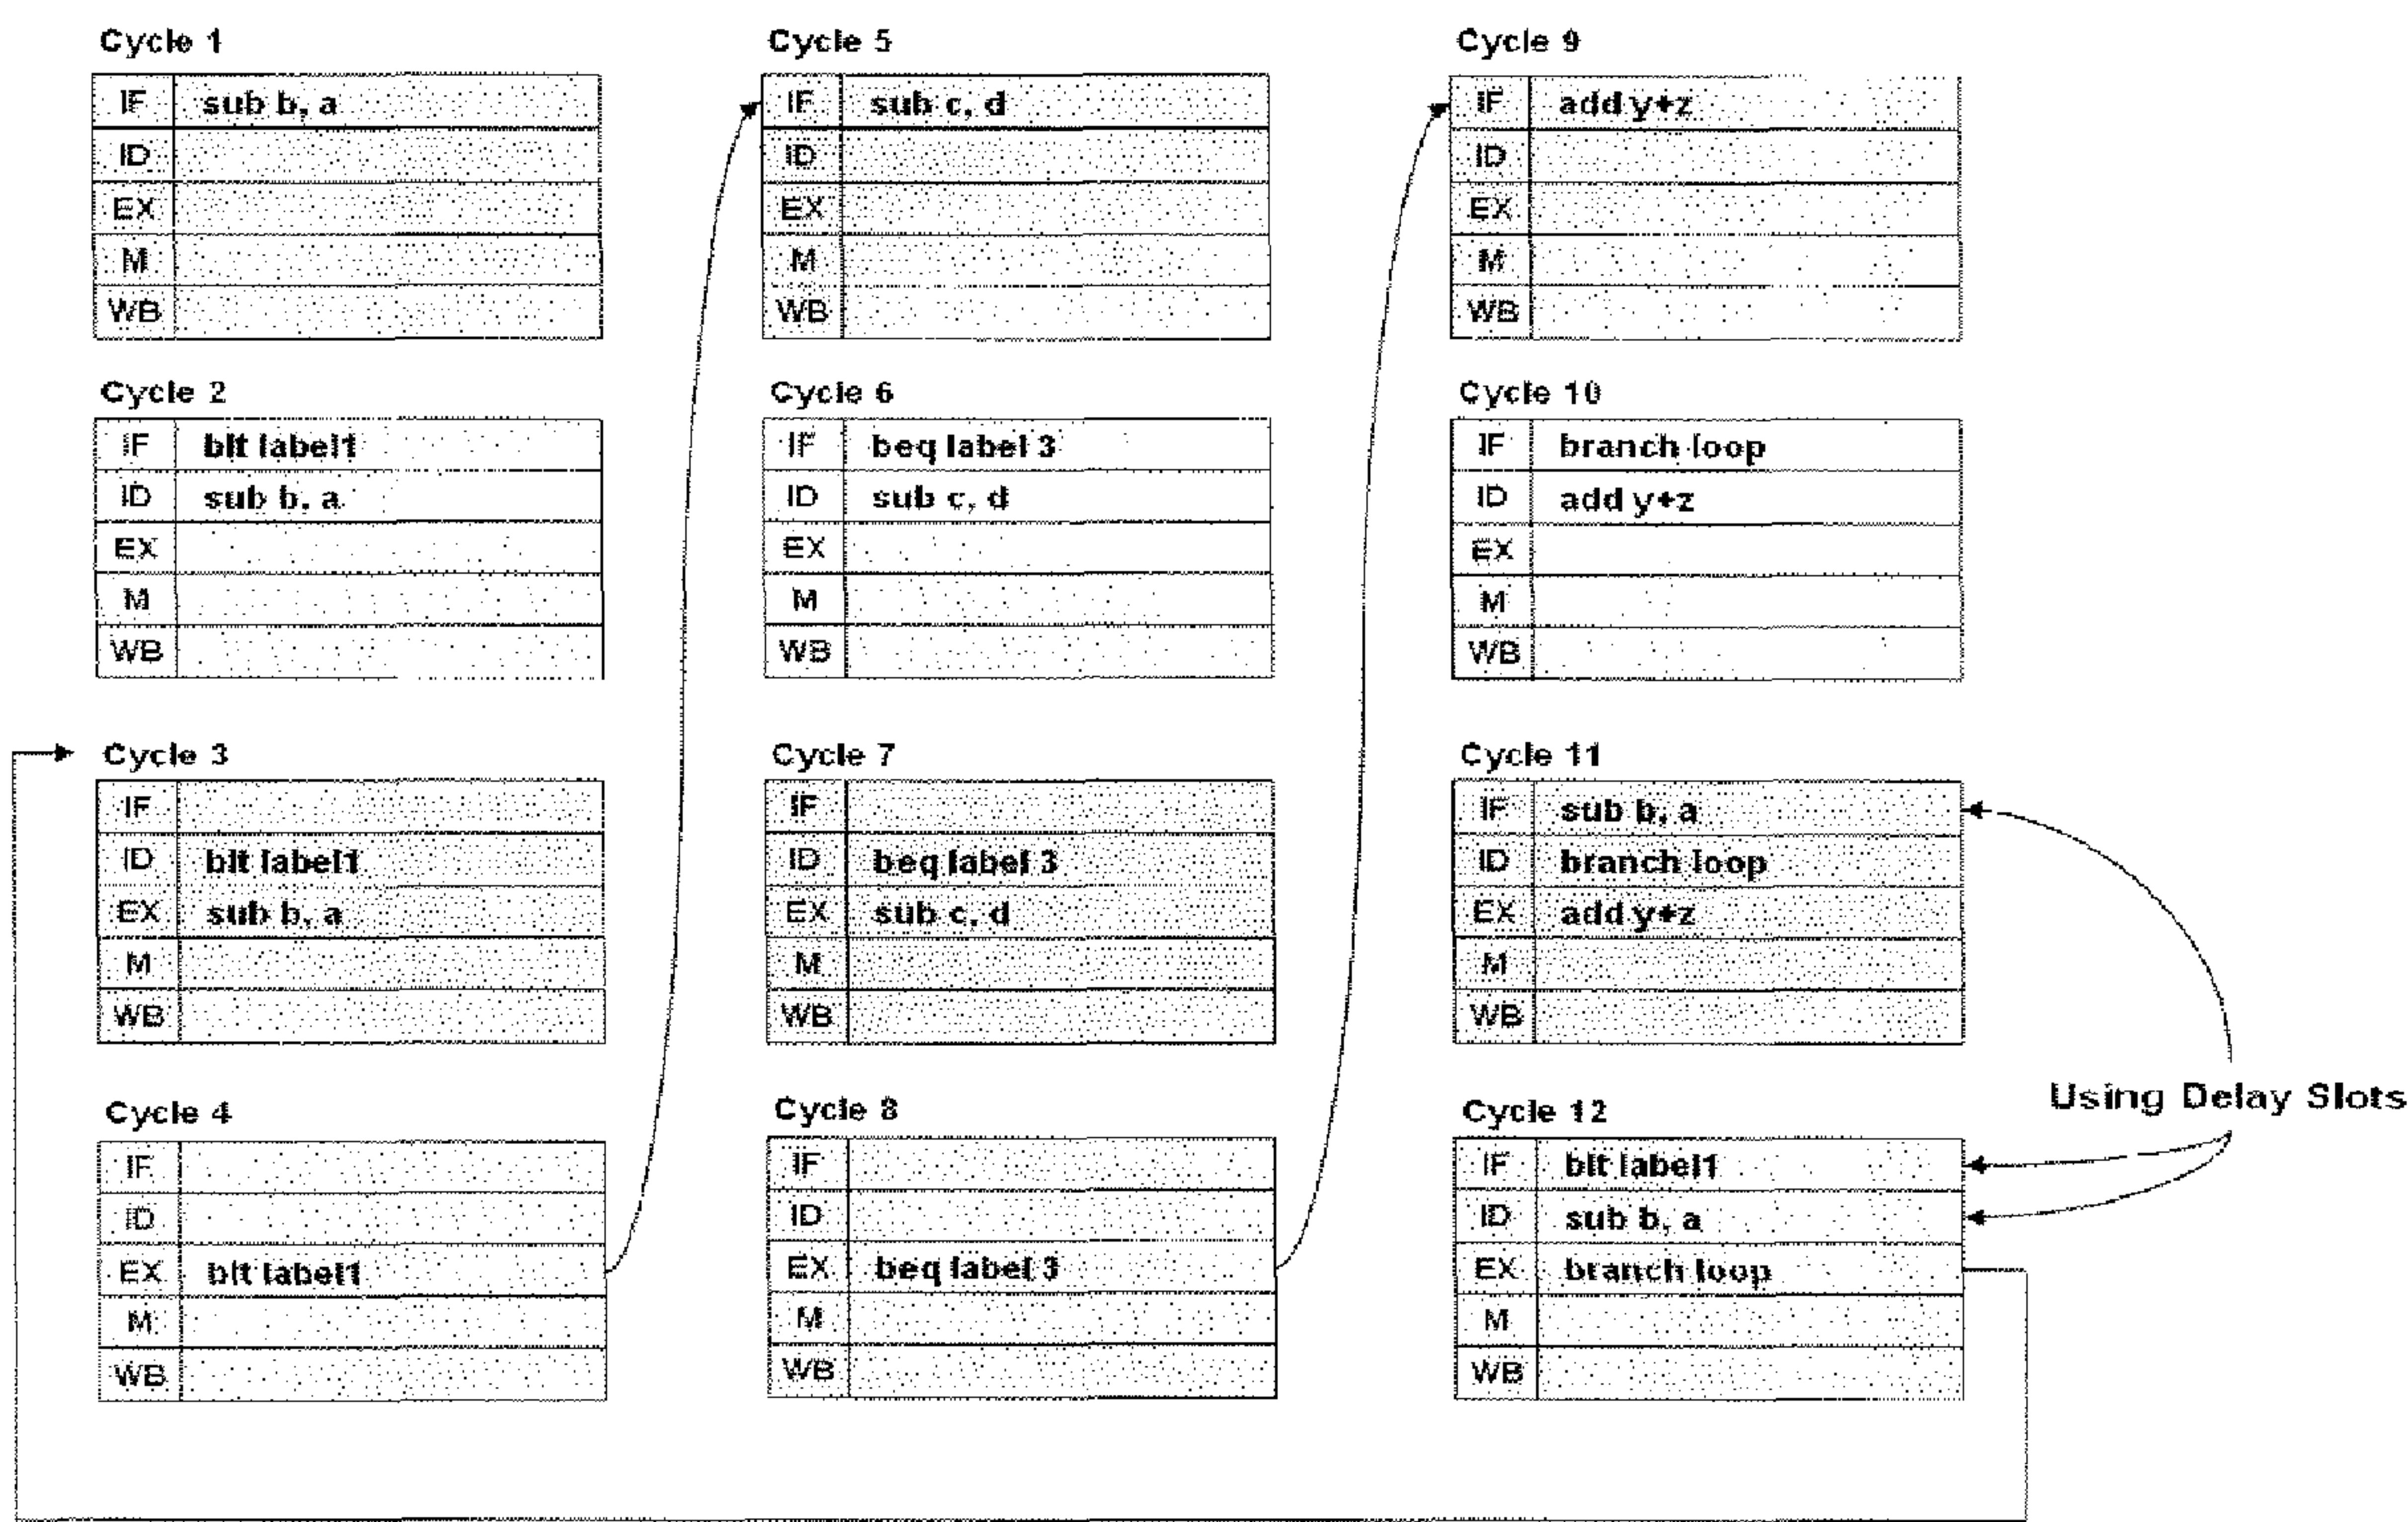 Cycle 1
IF sub b, a
ID
EX
M
WB
Cycle 2
IF blt label1
ID sub b, a
EX
M
WB
Cycle 3
IF
ID blt label1
EX sub b, a
M
WB
Cycle 4
IF
ID
EX blt label1
M
WB
Cycle 5
IF sub c, d
ID
EX
M
WB
Cycle 6
IF beq label 3
ID sub c, d
EX
M
WB
Cycle 7
IF
ID beq label 3
EX sub c, d
M
WB
Cycle 8
IF
ID
EX beq label 3
M
WB
Cycle 9
IF add y+z
ID
EX
M
WB
Cycle 10
IF branch loop
ID add y+z
EX
M
WB
Cycle 11
IF sub b, a
ID branch loop
EX add y+z
M
WB
Cycle 12
IF blt label1
ID sub b, a
EX branch loop
M
WB
Using Delay Slots